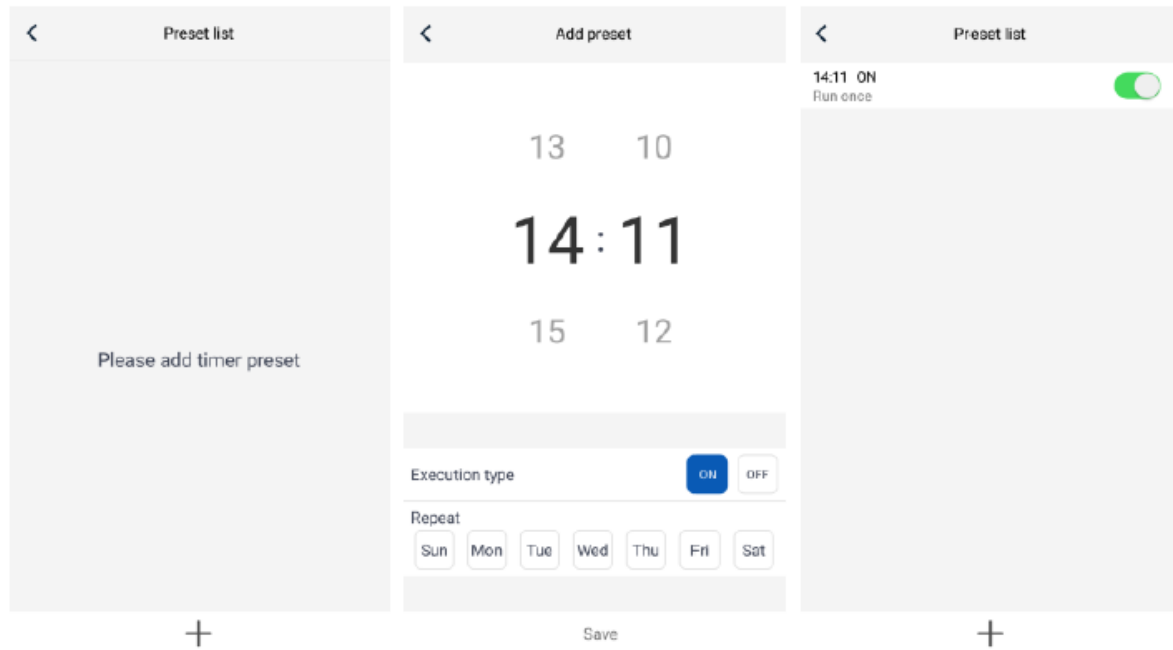 Preset list
Please add timer preset
Add preset
13 10
14 : 11
15 12
Execution type ON OFF
Repeat
Sun Mon Tue Wed Thu Fri Sat
Save
Preset list
14:11 ON
Run once